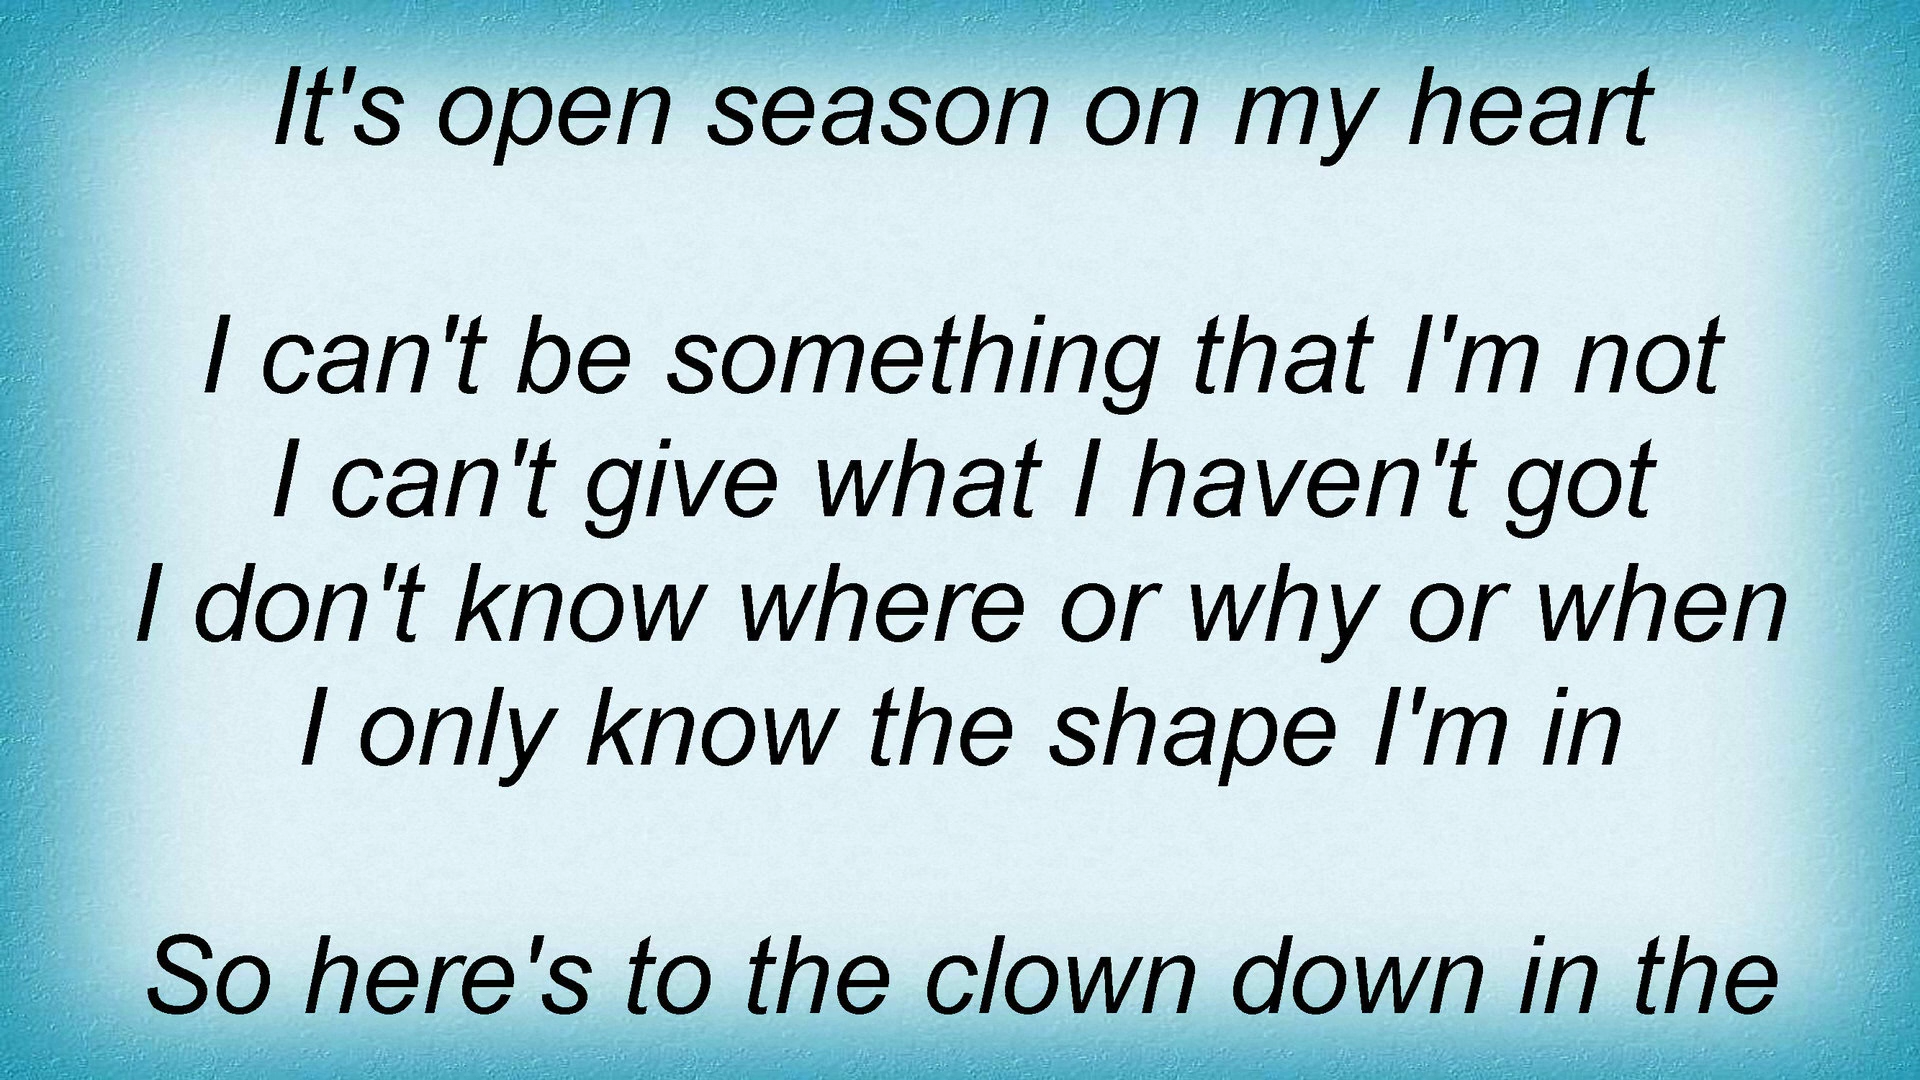 It's open season on my heart
I can't be something that I'm not
I can't give what I haven't got
I don't know where or why or when
I only know the shape I'm in
So here's to the clown down in the